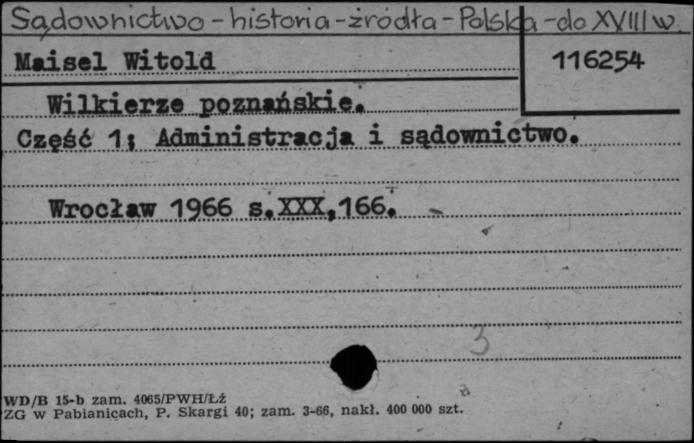 Sądownictwo - historia - źródła - Polska - do XVIII w.
Maisel Witold
116254
Wilkierze poznańskie.
Część 1; Administracja i sądownictwo.
Wrocław 1966 s.XXX,166.
3
WD/B 15-b zam. 4065/PWH/Łź
ZG w Pabianicach, P. Skargi 40; zam. 3-66, nakł. 400 000 szt.